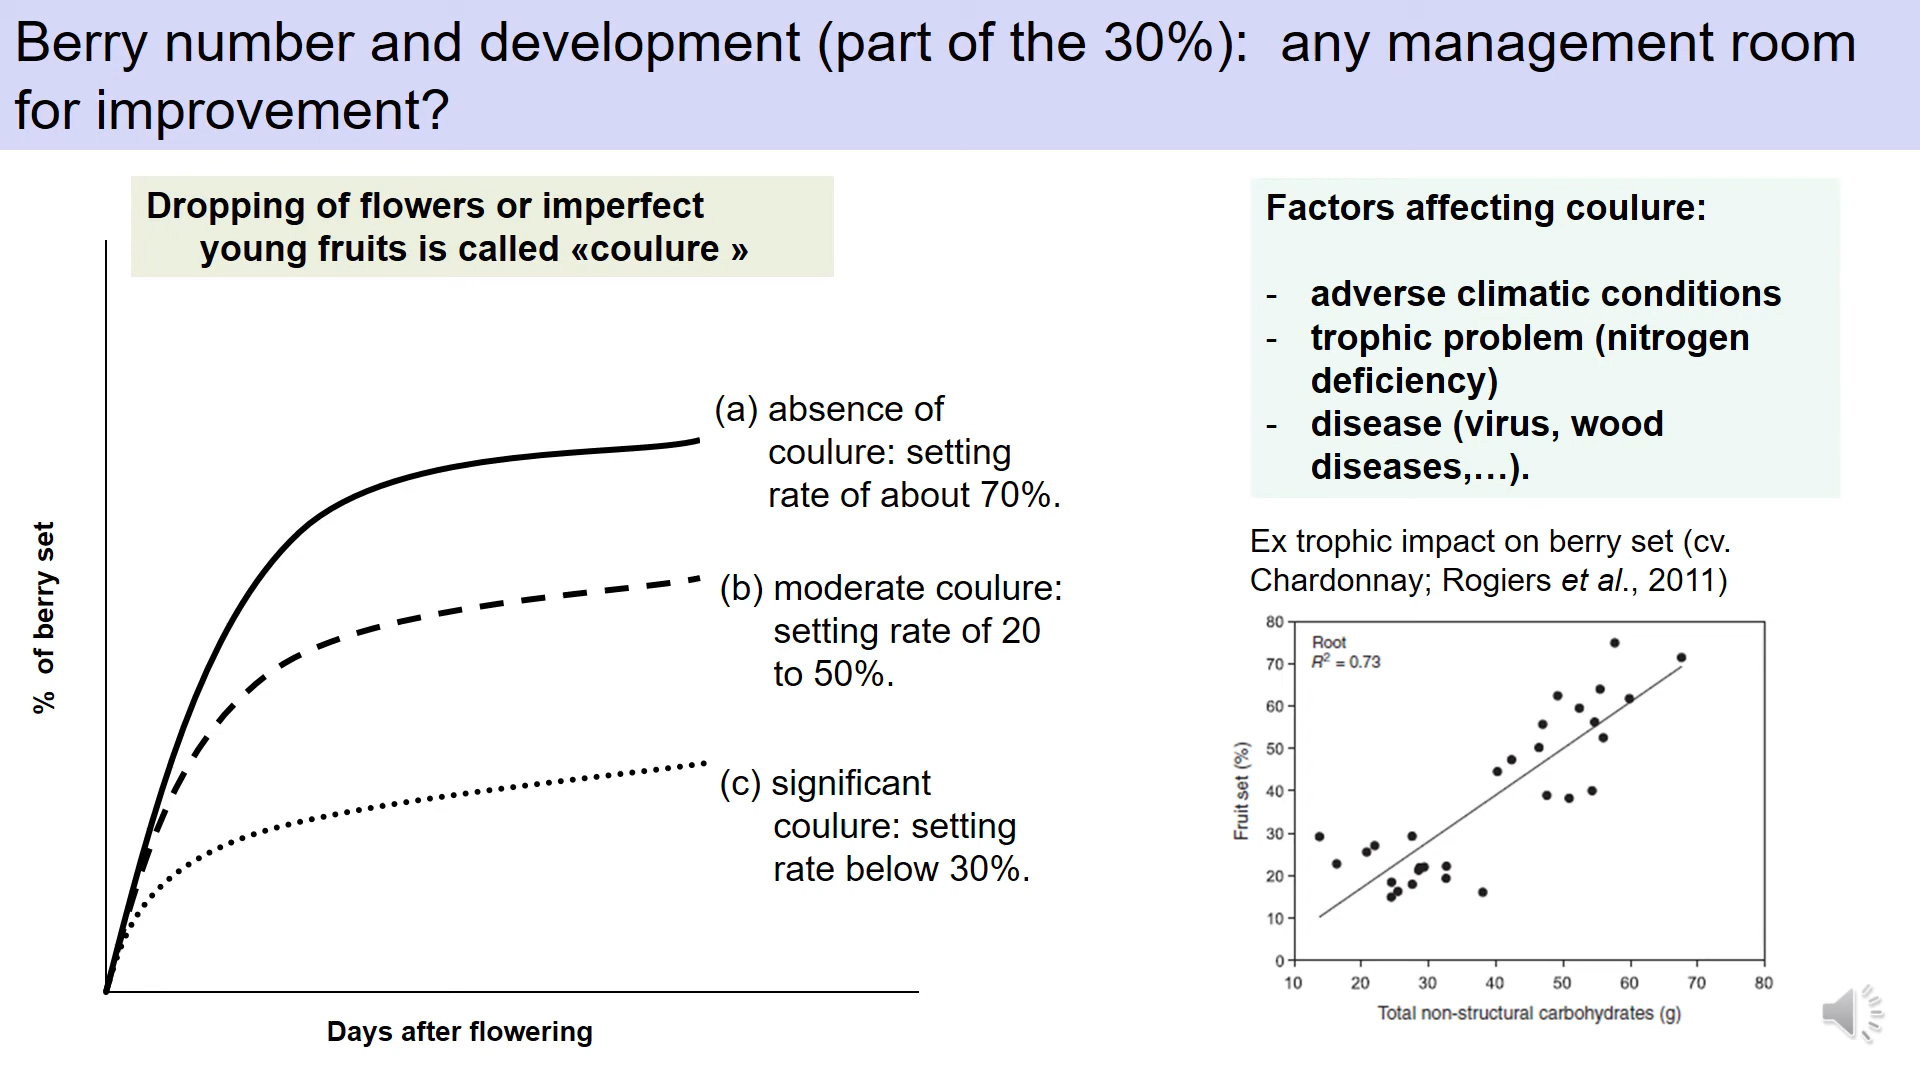 Berry number and development (part of the 30%): any management room
for improvement?
Dropping of flowers or imperfect
young fruits is called «coulure »
% of berry set
(a) absence of
coulure: setting
rate of about 70%.
(b) moderate coulure:
setting rate of 20
to 50%.
(c) significant
coulure: setting
rate below 30%.
Days after flowering
Factors affecting coulure:
- adverse climatic conditions
- trophic problem (nitrogen
deficiency)
- disease (virus, wood
diseases,…).
Ex trophic impact on berry set (cv.
Chardonnay; Rogiers et al., 2011)
Root
R² = 0.73
Fruit set (%)
80
70
60
50
40
30
20
10
0
10 20 30 40 50 60 70 80
Total non-structural carbohydrates (g)